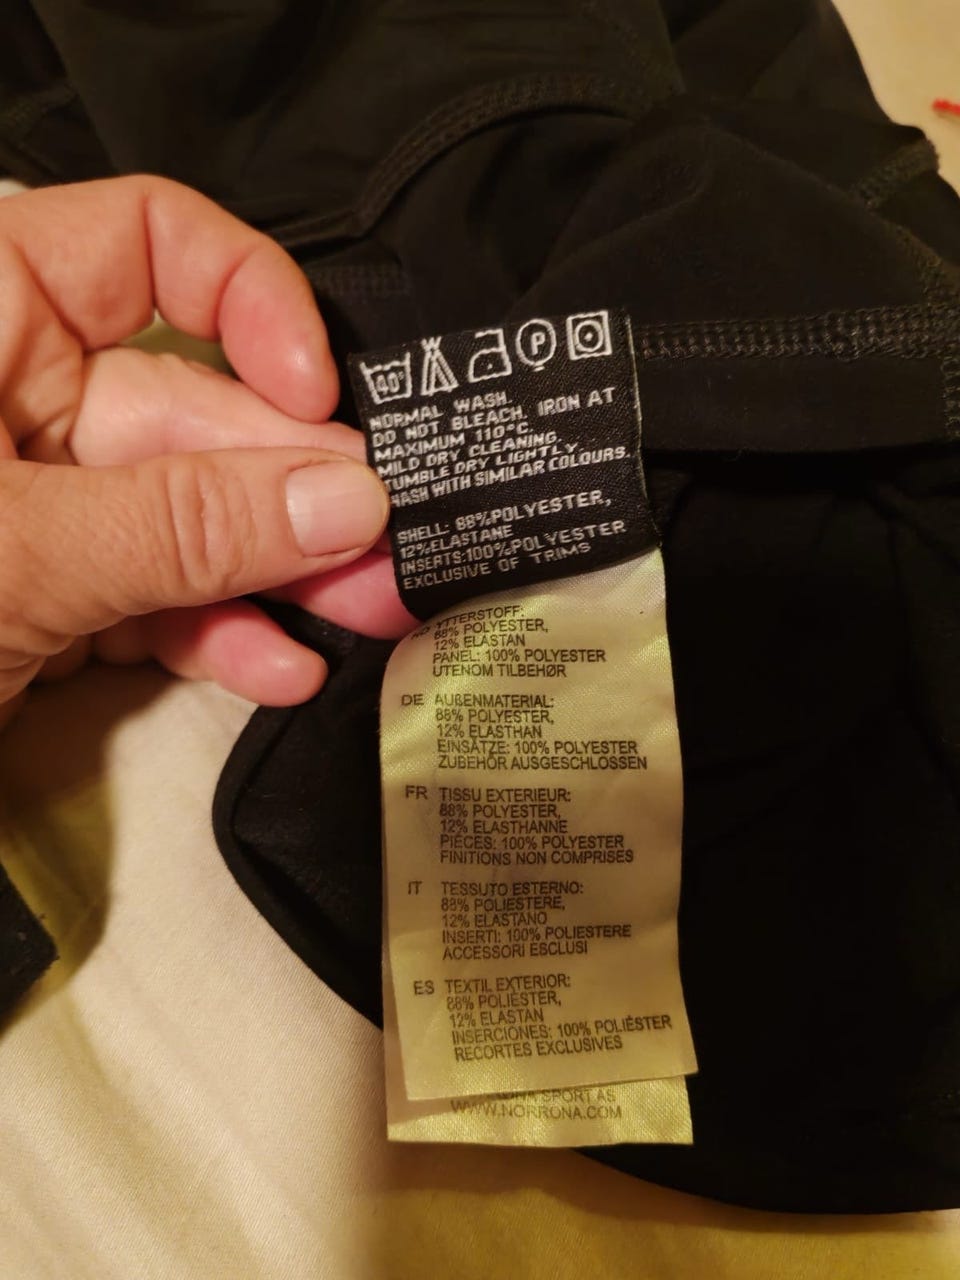 40° P
NORMAL WASH.
DO NOT BLEACH. IRON AT
MAXIMUM 110°C.
MILD DRY CLEANING.
TUMBLE DRY LIGHTLY.
WASH WITH SIMILAR COLOURS.
SHELL: 88%POLYESTER,
12%ELASTANE
INSERTS:100%POLYESTER
EXCLUSIVE OF TRIMS
NO YTTERSTOFF:
88% POLYESTER,
12% ELASTAN
PANEL: 100% POLYESTER
UTENOM TILBEHØR
DE AUßENMATERIAL:
88% POLYESTER,
12% ELASTHAN
EINSÄTZE: 100% POLYESTER
ZUBEHÖR AUSGESCHLOSSEN
FR TISSU EXTERIEUR:
88% POLYESTER,
12% ELASTHANNE
PIÈCES: 100% POLYESTER
FINITIONS NON COMPRISES
IT TESSUTO ESTERNO:
88% POLIESTERE,
12% ELASTANO
INSERTI: 100% POLIESTERE
ACCESSORI ESCLUSI
ES TEXTIL EXTERIOR:
88% POLIÉSTER,
12% ELASTAN
INSERCIONES: 100% POLIÉSTER
RECORTES EXCLUSIVES
SPORT AS
WWW.NORRONA.COM